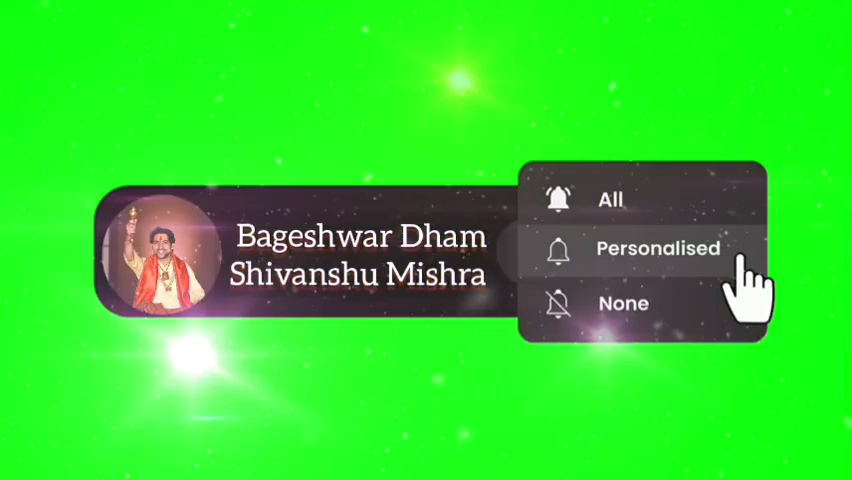 Bageshwar Dham
Shivanshu Mishra
All
Personalised
None